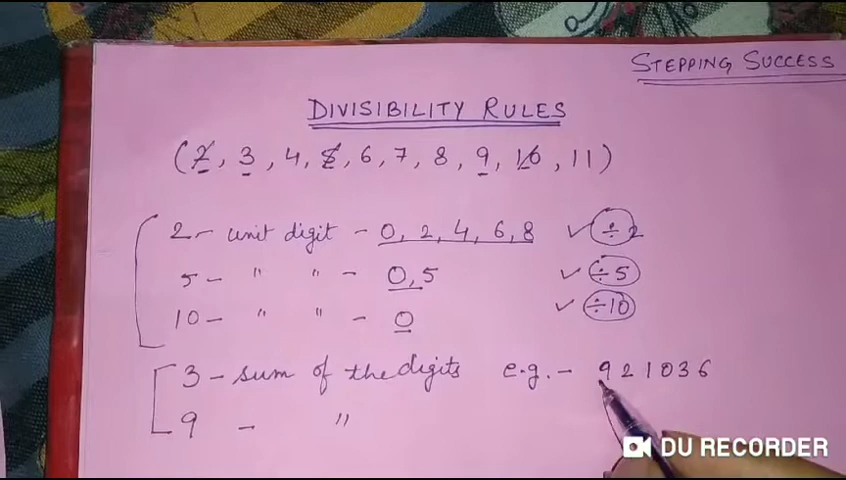 STEPPING SUCCESS
DIVISIBILITY RULES
(2, 3, 4, 5, 6, 7, 8, 9, 10, 11)
2 - unit digit - 0, 2, 4, 6, 8 ✓ ÷ 2
5 - " " - 0, 5 ✓ ÷5
10 - " " - 0 ✓ ÷10
3 - sum of the digits e.g. - 921036
9 - "
DU RECORDER